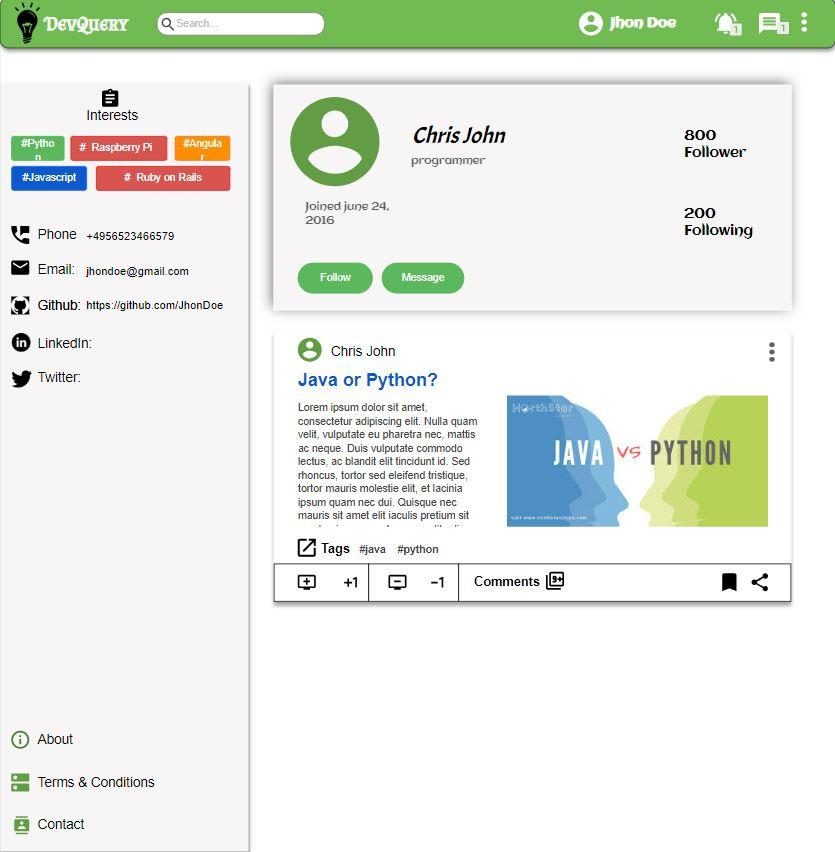 DevQuery
Search...
Jhon Doe
1
1
Interests
#Pytho
n
# Raspberry Pi
#Angula
r
#Javascript
# Ruby on Rails
Phone +4956523466579
Email: jhondoe@gmail.com
Github: https://github.com/JhonDoe
LinkedIn:
Twitter:
About
Terms & Conditions
Contact
Chris John
programmer
Joined june 24,
2016
800
Follower
200
Following
Follow
Message
Chris John
Java or Python?
Lorem ipsum dolor sit amet,
consectetur adipiscing elit. Nulla quam
velit, vulputate eu pharetra nec, mattis
ac neque. Duis vulputate commodo
lectus, ac blandit elit tincidunt id. Sed
rhoncus, tortor sed eleifend tristique,
tortor mauris molestie elit, et lacinia
ipsum quam nec dui. Quisque nec
mauris sit amet elit iaculis pretium sit
NorthStar
JAVA VS PYTHON
Tags #java #python
+1
−1
Comments 9+